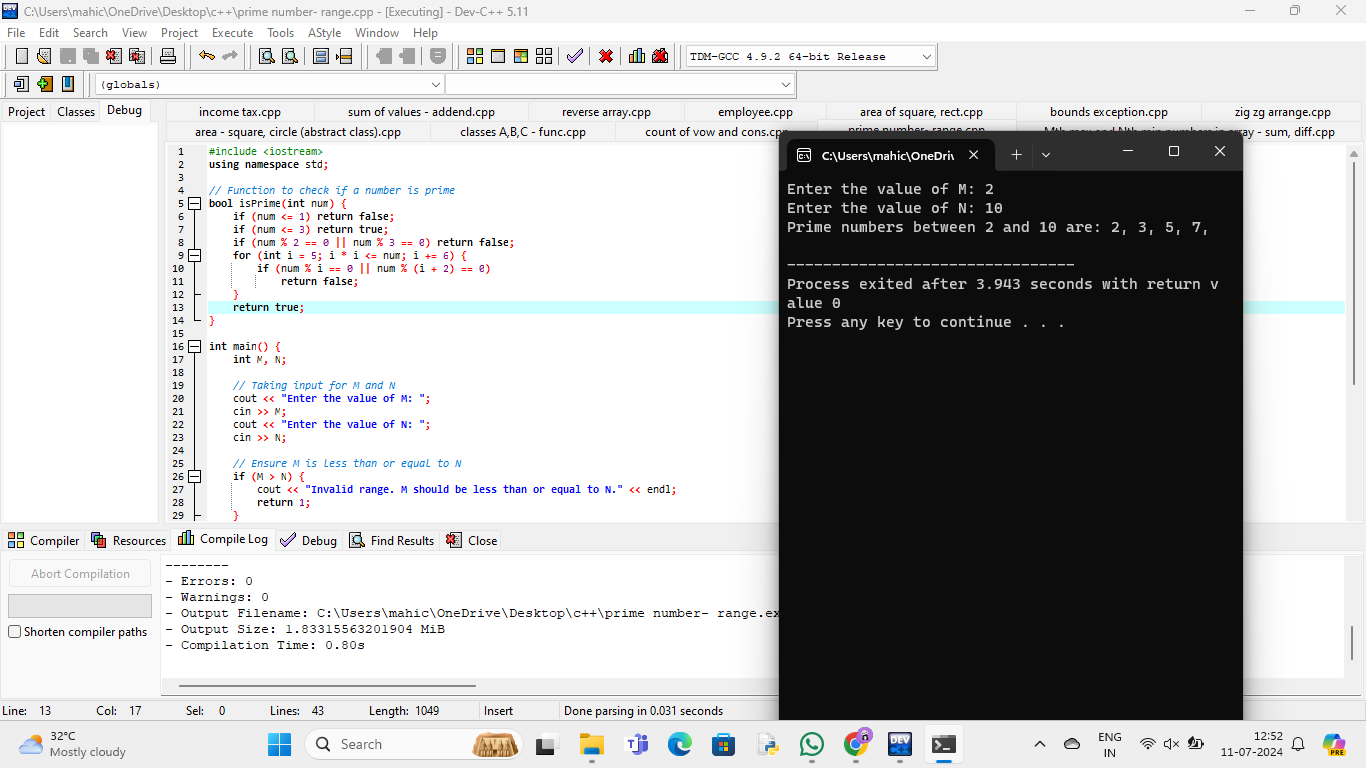 C:\Users\mahic\OneDrive\Desktop\c++\prime number- range.cpp - [Executing] - Dev-C++ 5.11
File Edit Search View Project Execute Tools AStyle Window Help
TDM-GCC 4.9.2 64-bit Release
(globals)
Project Classes Debug
income tax.cpp sum of values - addend.cpp reverse array.cpp employee.cpp area of square, rect.cpp bounds exception.cpp zig zg arrange.cpp
area - square, circle (abstract class).cpp classes A,B,C - func.cpp count of vow and cons.cpp prime number- range.cpp Mth max and Nth min numbers in array - sum, diff.cpp
1 #include <iostream>
2 using namespace std;
3
4 // Function to check if a number is prime
5 bool isPrime(int num) {
6 if (num <= 1) return false;
7 if (num <= 3) return true;
8 if (num % 2 == 0 || num % 3 == 0) return false;
9 for (int i = 5; i * i <= num; i += 6) {
10 if (num % i == 0 || num % (i + 2) == 0)
11 return false;
12 }
13 return true;
14 }
15
16 int main() {
17 int M, N;
18
19 // Taking input for M and N
20 cout << "Enter the value of M: ";
21 cin >> M;
22 cout << "Enter the value of N: ";
23 cin >> N;
24
25 // Ensure M is less than or equal to N
26 if (M > N) {
27 cout << "Invalid range. M should be less than or equal to N." << endl;
28 return 1;
29 }
C:\Users\mahic\OneDri
Enter the value of M: 2
Enter the value of N: 10
Prime numbers between 2 and 10 are: 2, 3, 5, 7,
--------------------------------
Process exited after 3.943 seconds with return v
alue 0
Press any key to continue . . .
Compiler Resources Compile Log Debug Find Results Close
Abort Compilation
Shorten compiler paths
--------
- Errors: 0
- Warnings: 0
- Output Filename: C:\Users\mahic\OneDrive\Desktop\c++\prime number- range.ex
- Output Size: 1.83315563201904 MiB
- Compilation Time: 0.80s
Line: 13 Col: 17 Sel: 0 Lines: 43 Length: 1049 Insert Done parsing in 0.031 seconds
32°C
Mostly cloudy
Search
DEV
ENG
IN
12:52
11-07-2024
PRE